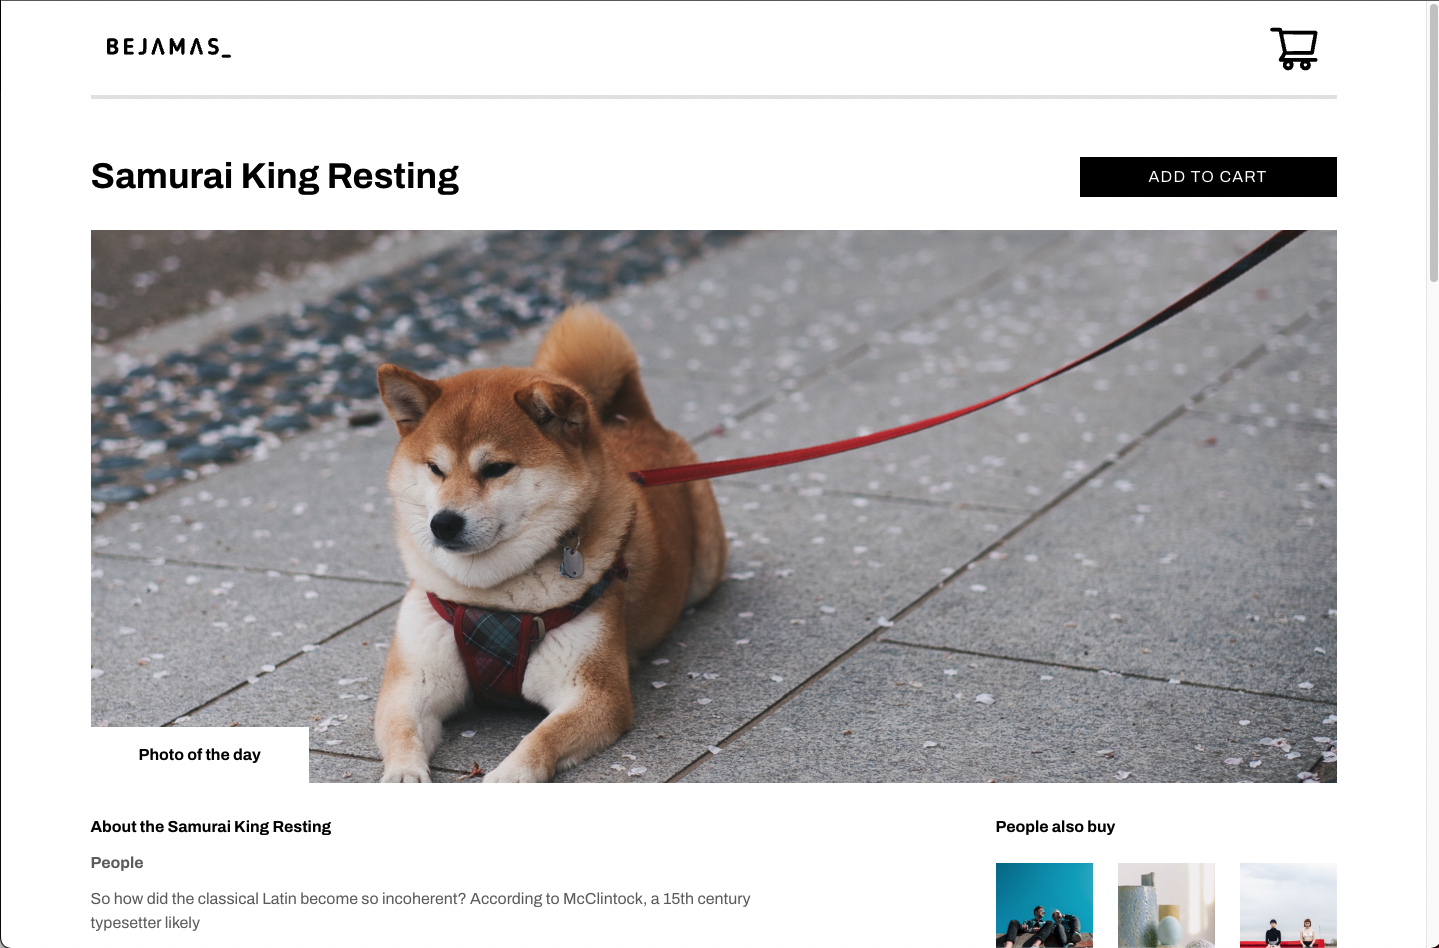 BEJAMAS_
Samurai King Resting
ADD TO CART
Photo of the day
About the Samurai King Resting
People also buy
People
So how did the classical Latin become so incoherent? According to McClintock, a 15th century
typesetter likely